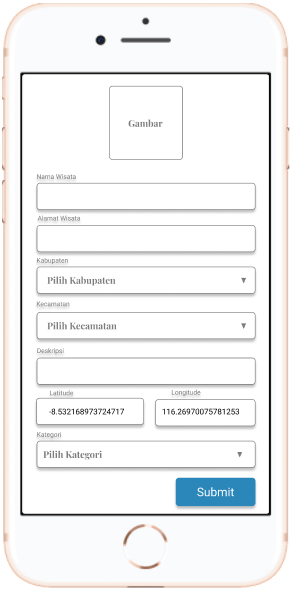 Gambar
Nama Wisata
Alamat Wisata
Kabupaten
Pilih Kabupaten
Kecamatan
Pilih Kecamatan
Deskripsi
Latitude Longitude
-8.532168973724717 116.26970075781253
Kategori
Pilih Kategori
Submit